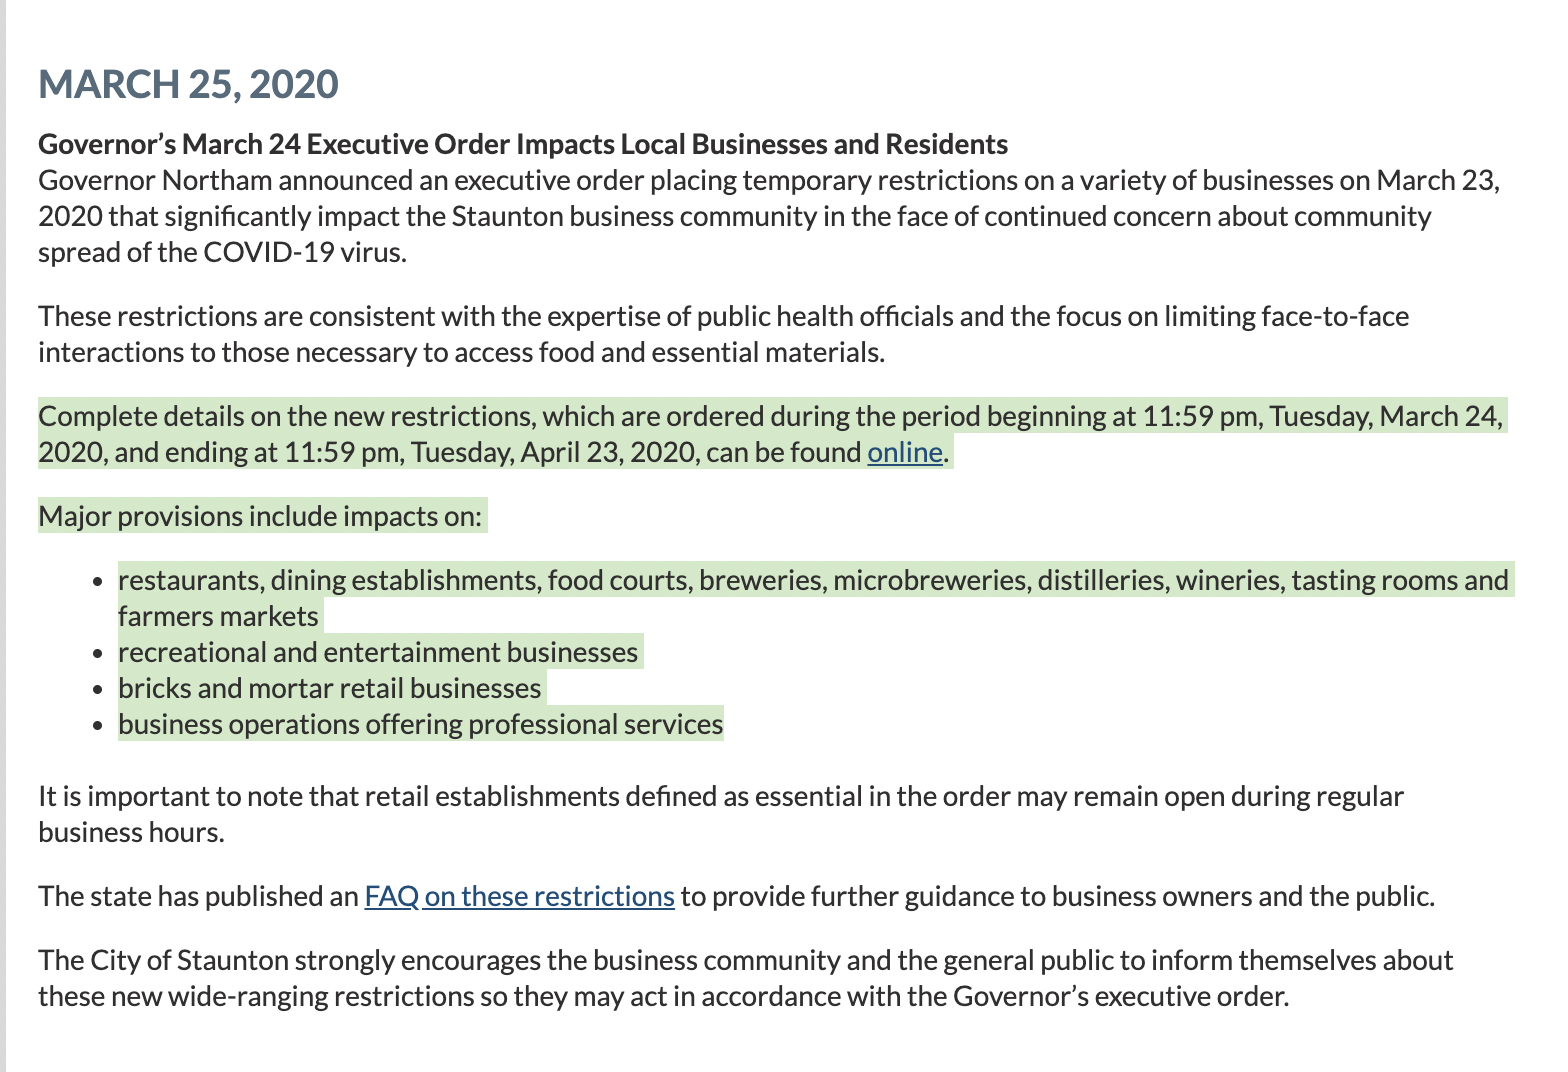 MARCH 25, 2020
Governor’s March 24 Executive Order Impacts Local Businesses and Residents
Governor Northam announced an executive order placing temporary restrictions on a variety of businesses on March 23,
2020 that significantly impact the Staunton business community in the face of continued concern about community
spread of the COVID-19 virus.
These restrictions are consistent with the expertise of public health officials and the focus on limiting face-to-face
interactions to those necessary to access food and essential materials.
Complete details on the new restrictions, which are ordered during the period beginning at 11:59 pm, Tuesday, March 24,
2020, and ending at 11:59 pm, Tuesday, April 23, 2020, can be found online.
Major provisions include impacts on:
• restaurants, dining establishments, food courts, breweries, microbreweries, distilleries, wineries, tasting rooms and
farmers markets
• recreational and entertainment businesses
• bricks and mortar retail businesses
• business operations offering professional services
It is important to note that retail establishments defined as essential in the order may remain open during regular
business hours.
The state has published an FAQ on these restrictions to provide further guidance to business owners and the public.
The City of Staunton strongly encourages the business community and the general public to inform themselves about
these new wide-ranging restrictions so they may act in accordance with the Governor’s executive order.